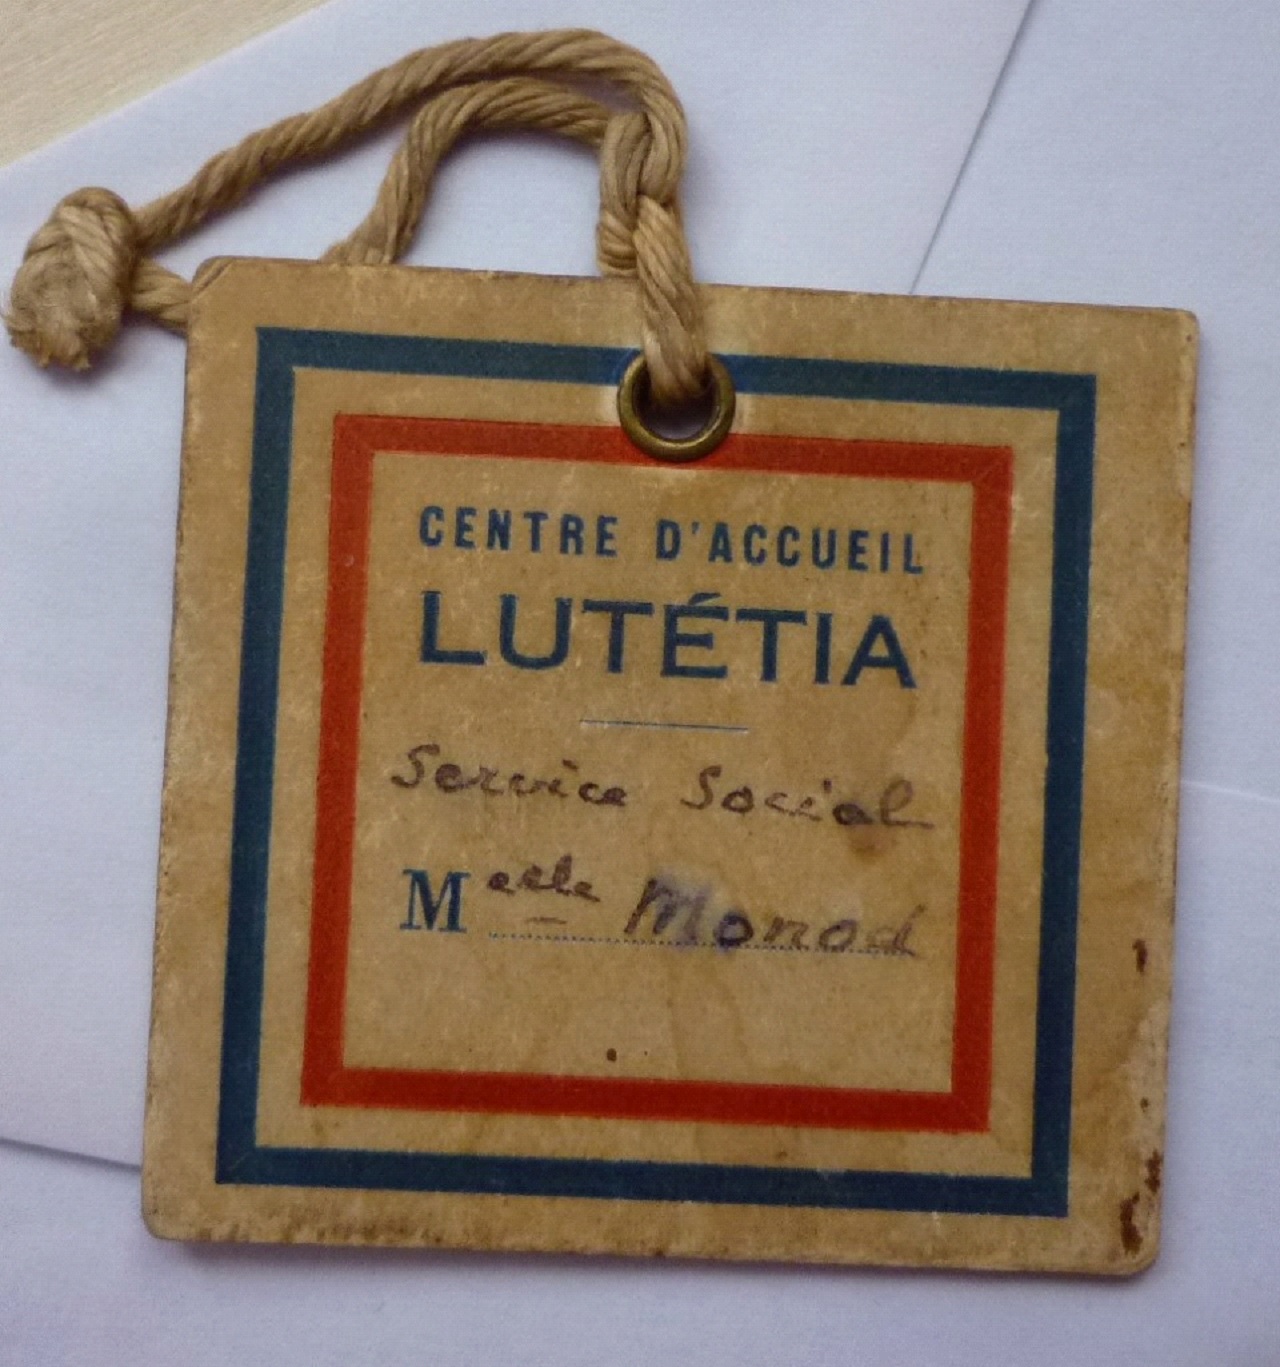 CENTRE D'ACCUEIL
LUTÉTIA
Service Social
Melle Monod